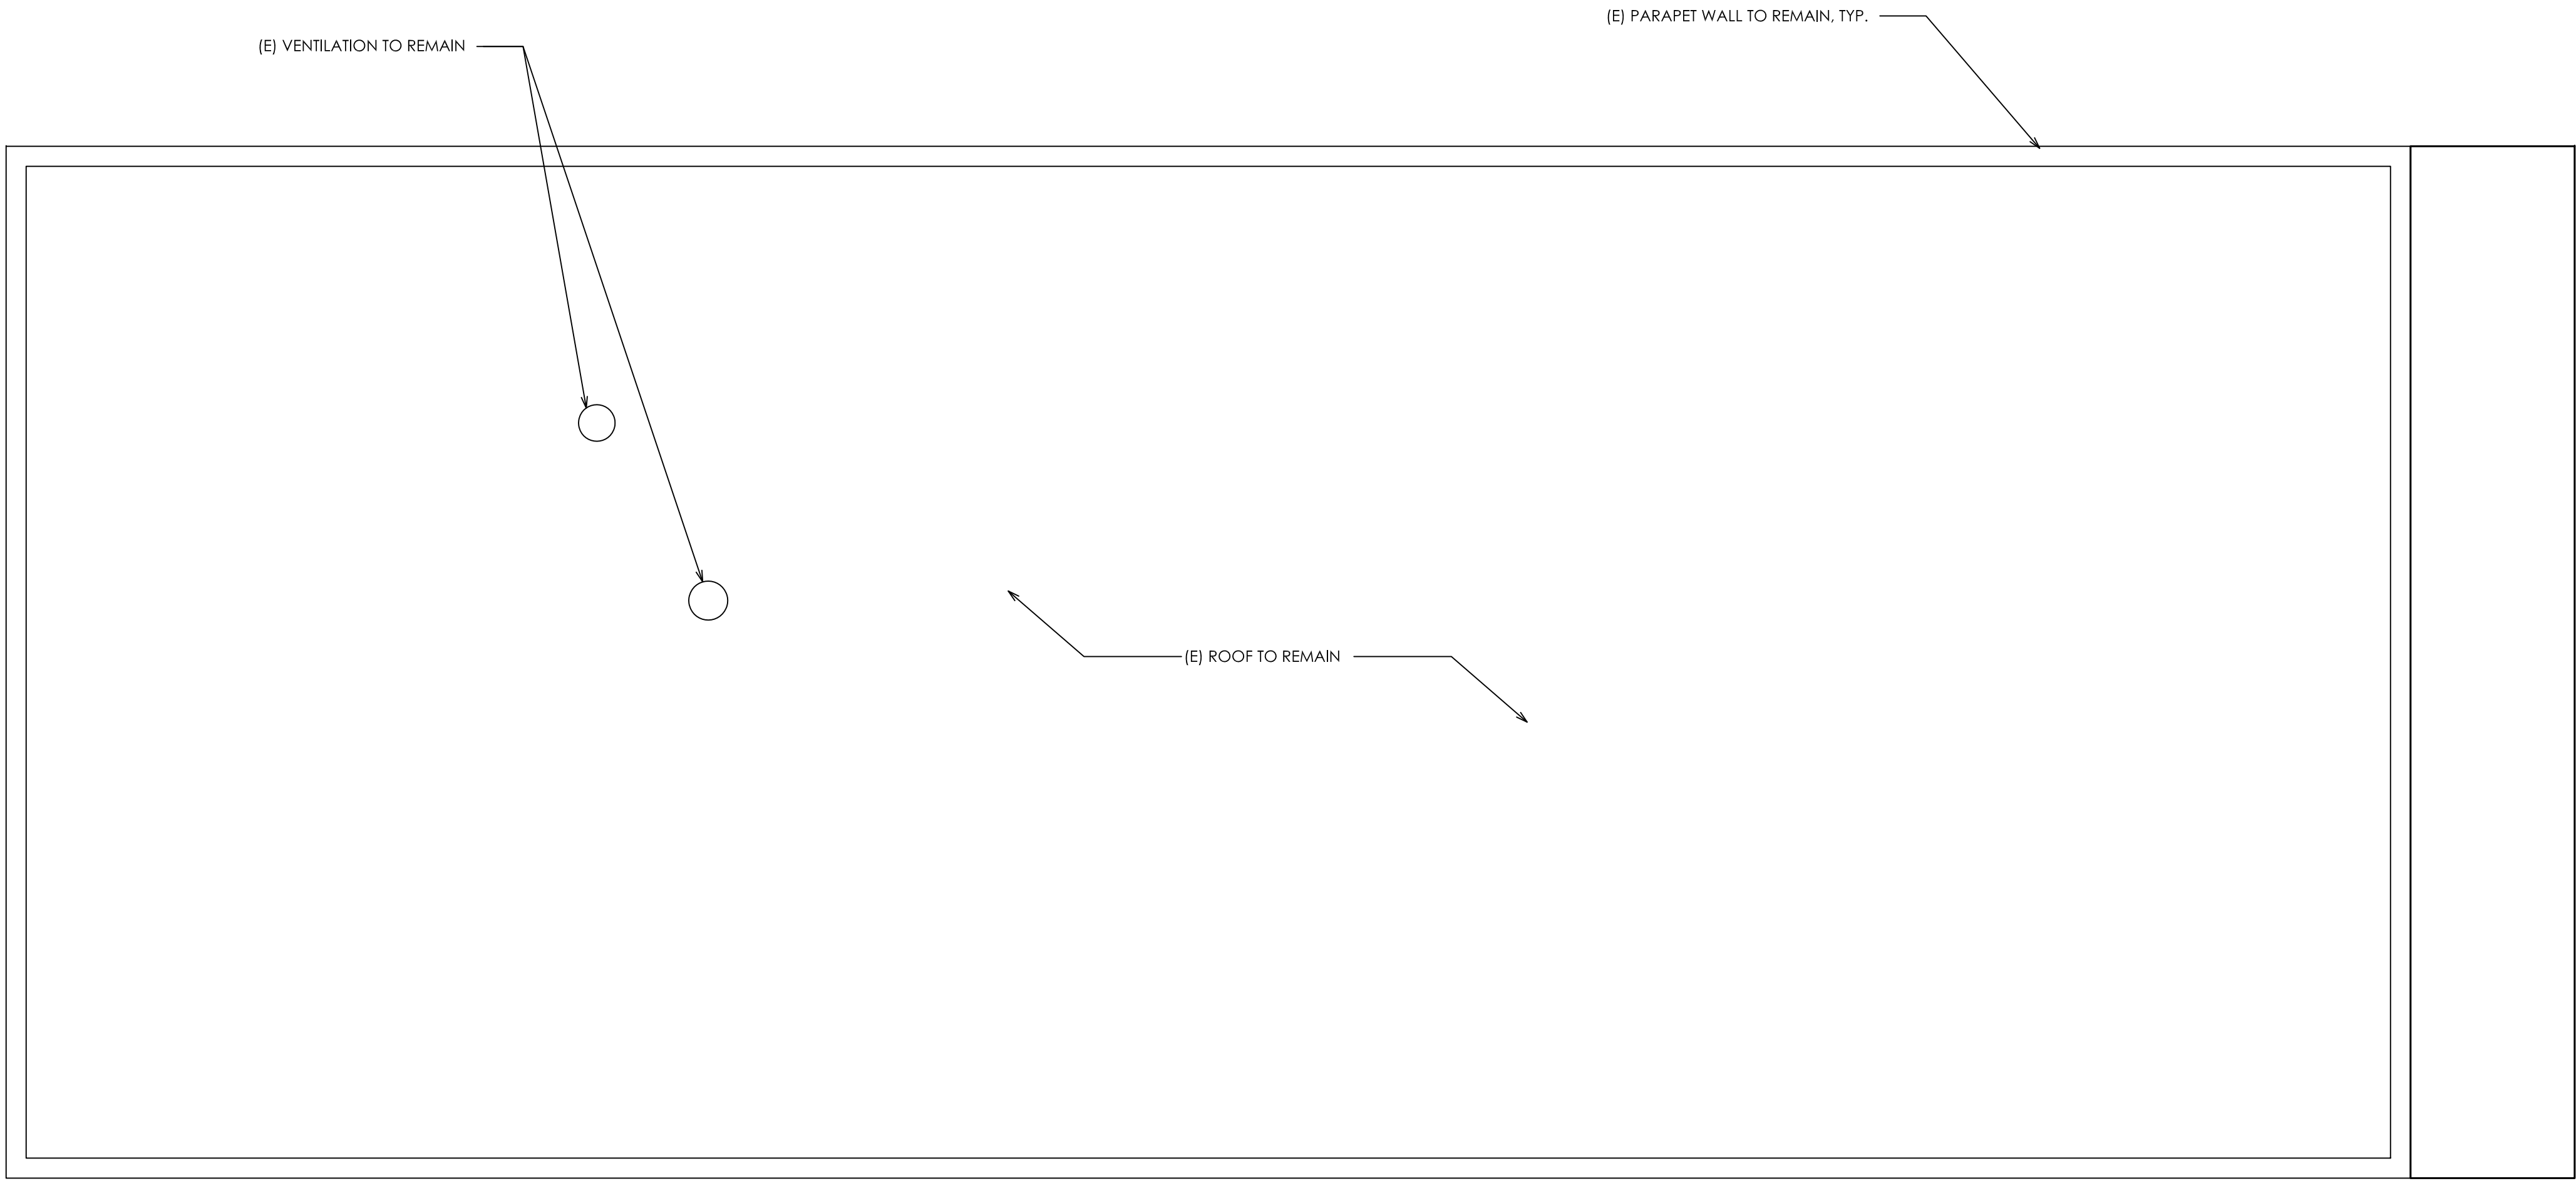 (E) PARAPET WALL TO REMAIN, TYP.
(E) VENTILATION TO REMAIN
(E) ROOF TO REMAIN